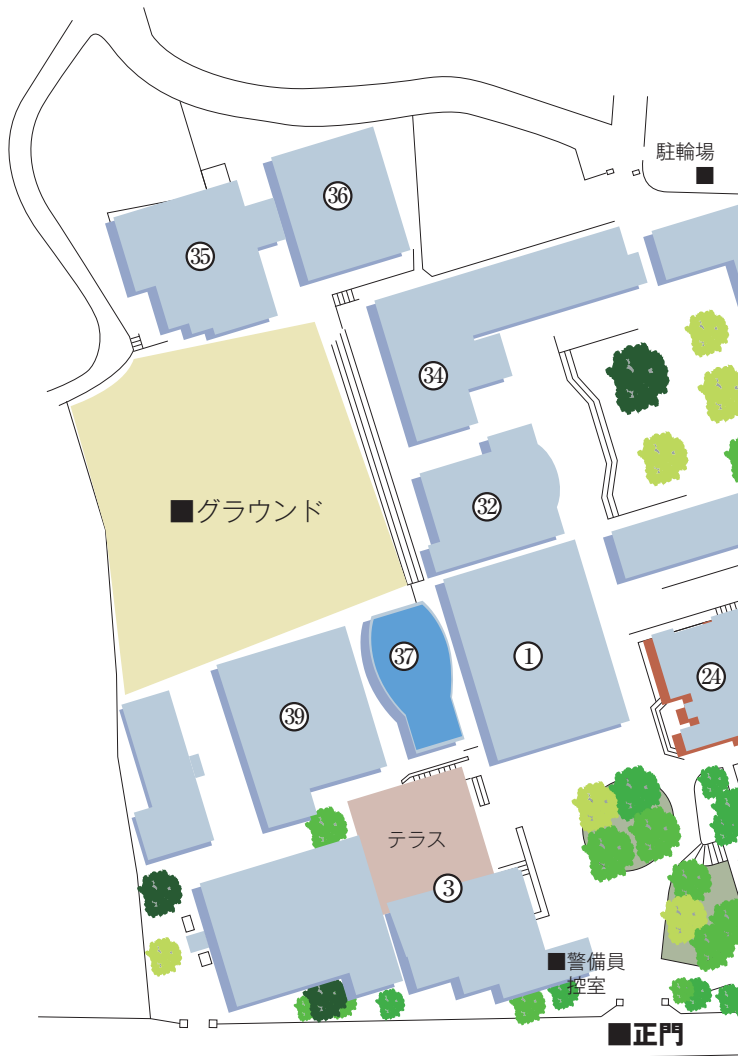 駐輪場
■
㊱
㉟
㉞
■グラウンド
㉜
㊲
①
㉔
㊴
テラス
③
■警備員
控室
■正門